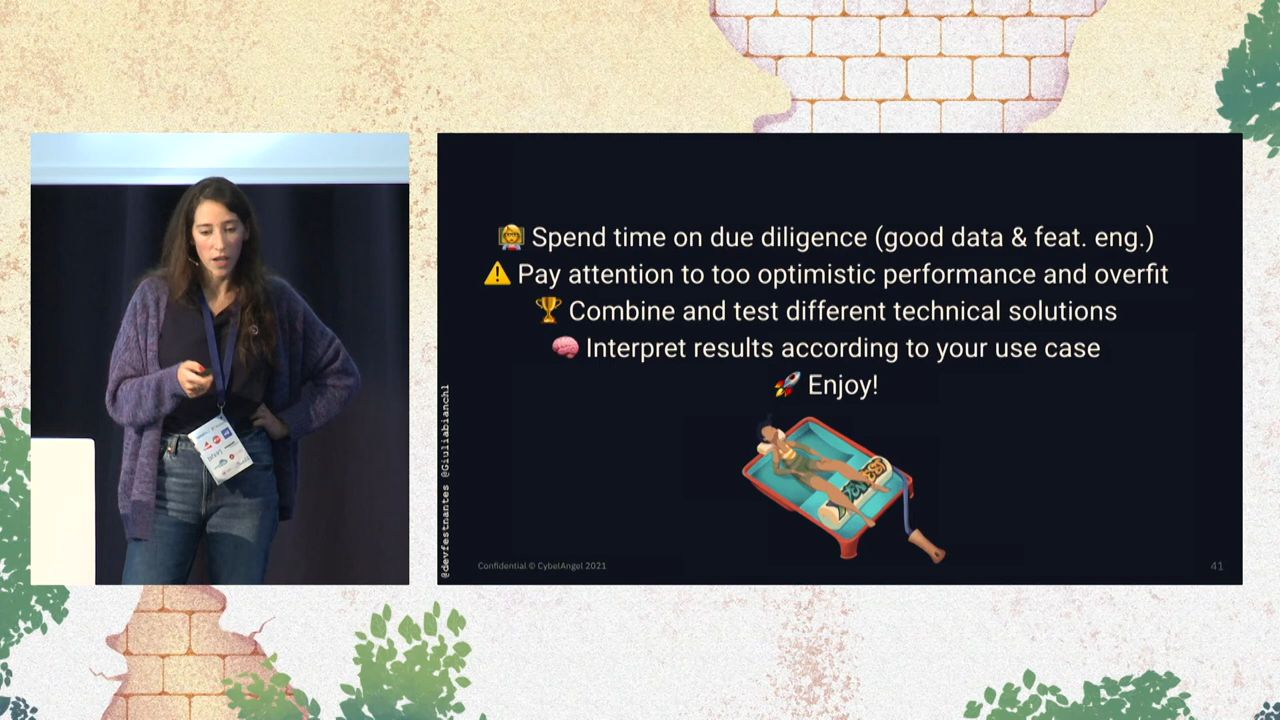 Spend time on due diligence (good data & feat. eng.)
Pay attention to too optimistic performance and overfit
Combine and test different technical solutions
Interpret results according to your use case
Enjoy!
@devfestnantes @Giuliabianchl
Confidential © CybelAngel 2021
41